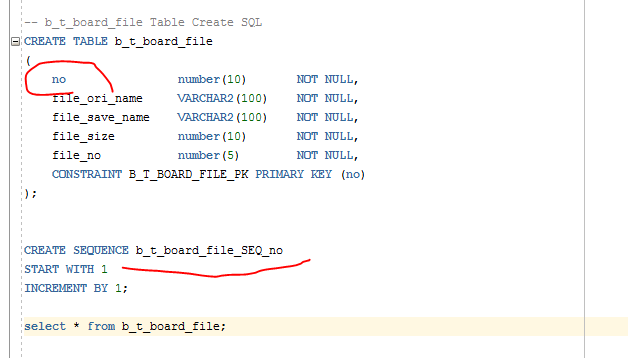 -- b_t_board_file Table Create SQL
CREATE TABLE b_t_board_file
(
no number(10) NOT NULL,
file_ori_name VARCHAR2(100) NOT NULL,
file_save_name VARCHAR2(100) NOT NULL,
file_size number(10) NOT NULL,
file_no number(5) NOT NULL,
CONSTRAINT B_T_BOARD_FILE_PK PRIMARY KEY (no)
);
CREATE SEQUENCE b_t_board_file_SEQ_no
START WITH 1
INCREMENT BY 1;
select * from b_t_board_file;